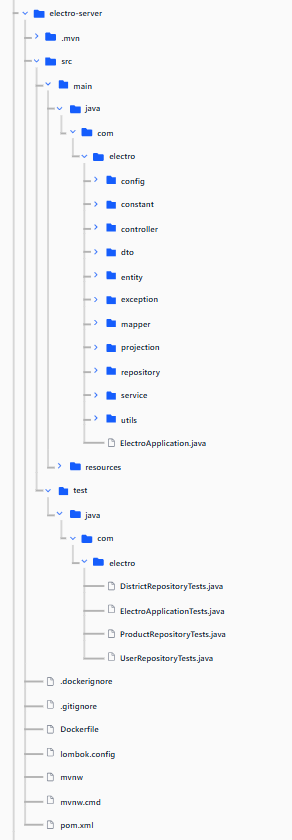 electro-server
.mvn
src
main
java
com
electro
config
constant
controller
dto
entity
exception
mapper
projection
repository
service
utils
ElectroApplication.java
resources
test
java
com
electro
DistrictRepositoryTests.java
ElectroApplicationTests.java
ProductRepositoryTests.java
UserRepositoryTests.java
.dockerignore
.gitignore
Dockerfile
lombok.config
mvnw
mvnw.cmd
pom.xml